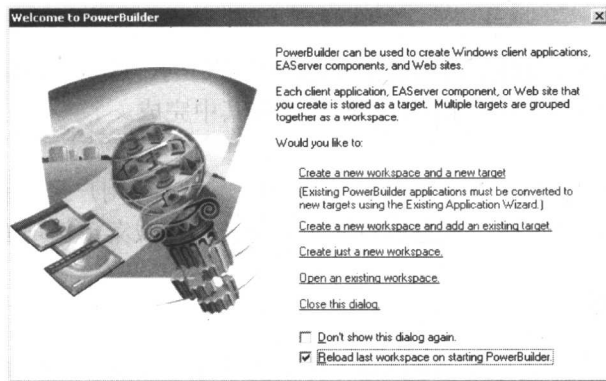 Welcome to PowerBuilder
PowerBuilder can be used to create Windows client applications,
EAServer components, and Web sites.
Each client application, EAServer component, or Web site that
you create is stored as a target. Multiple targets are grouped
together as a workspace.
Would you like to:
Create a new workspace and a new target
(Existing PowerBuilder applications must be converted to
new targets using the Existing Application Wizard.)
Create a new workspace and add an existing target.
Create just a new workspace.
Open an existing workspace.
Close this dialog.
Don't show this dialog again.
Reload last workspace on starting PowerBuilder.